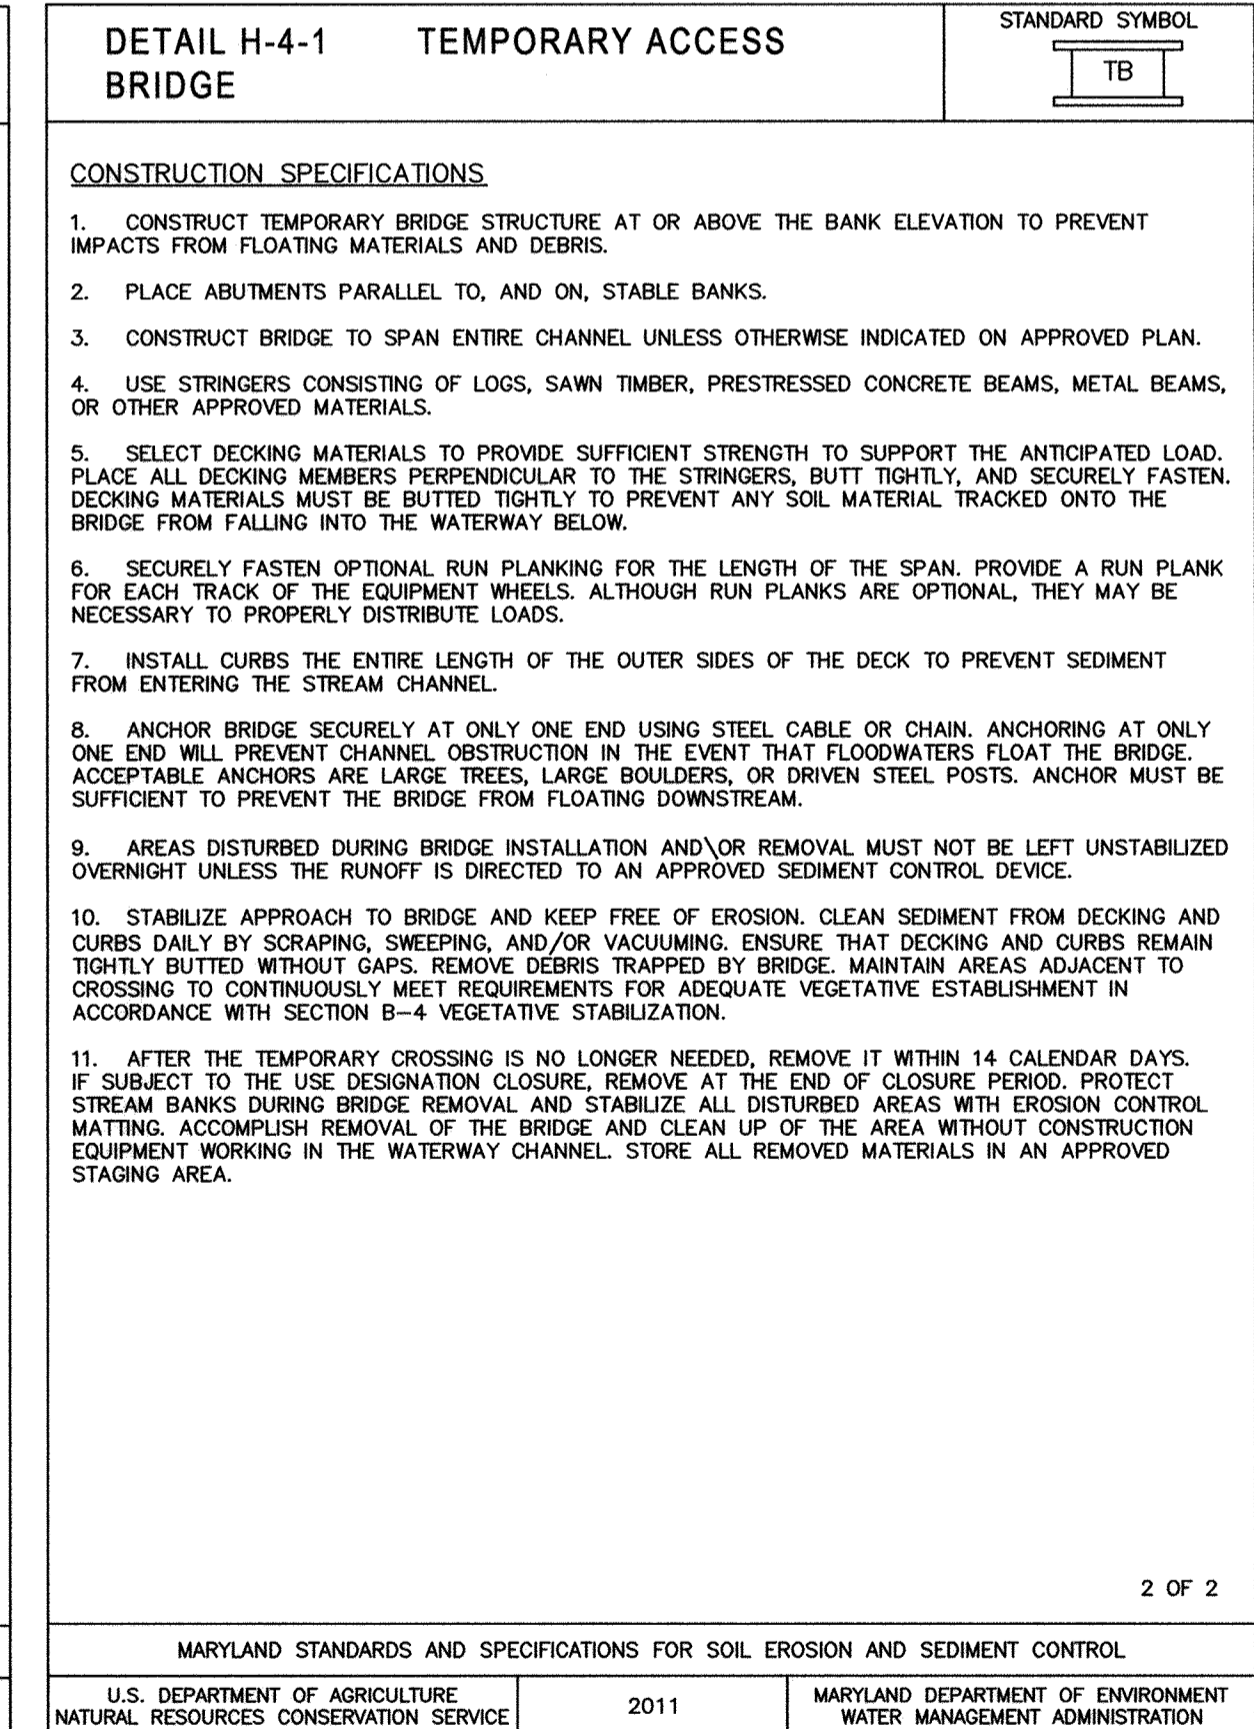 DETAIL H-4-1 TEMPORARY ACCESS
BRIDGE
STANDARD SYMBOL
TB
CONSTRUCTION SPECIFICATIONS
1. CONSTRUCT TEMPORARY BRIDGE STRUCTURE AT OR ABOVE THE BANK ELEVATION TO PREVENT
IMPACTS FROM FLOATING MATERIALS AND DEBRIS.
2. PLACE ABUTMENTS PARALLEL TO, AND ON, STABLE BANKS.
3. CONSTRUCT BRIDGE TO SPAN ENTIRE CHANNEL UNLESS OTHERWISE INDICATED ON APPROVED PLAN.
4. USE STRINGERS CONSISTING OF LOGS, SAWN TIMBER, PRESTRESSED CONCRETE BEAMS, METAL BEAMS,
OR OTHER APPROVED MATERIALS.
5. SELECT DECKING MATERIALS TO PROVIDE SUFFICIENT STRENGTH TO SUPPORT THE ANTICIPATED LOAD.
PLACE ALL DECKING MEMBERS PERPENDICULAR TO THE STRINGERS, BUTT TIGHTLY, AND SECURELY FASTEN.
DECKING MATERIALS MUST BE BUTTED TIGHTLY TO PREVENT ANY SOIL MATERIAL TRACKED ONTO THE
BRIDGE FROM FALLING INTO THE WATERWAY BELOW.
6. SECURELY FASTEN OPTIONAL RUN PLANKING FOR THE LENGTH OF THE SPAN. PROVIDE A RUN PLANK
FOR EACH TRACK OF THE EQUIPMENT WHEELS. ALTHOUGH RUN PLANKS ARE OPTIONAL, THEY MAY BE
NECESSARY TO PROPERLY DISTRIBUTE LOADS.
7. INSTALL CURBS THE ENTIRE LENGTH OF THE OUTER SIDES OF THE DECK TO PREVENT SEDIMENT
FROM ENTERING THE STREAM CHANNEL.
8. ANCHOR BRIDGE SECURELY AT ONLY ONE END USING STEEL CABLE OR CHAIN. ANCHORING AT ONLY
ONE END WILL PREVENT CHANNEL OBSTRUCTION IN THE EVENT THAT FLOODWATERS FLOAT THE BRIDGE.
ACCEPTABLE ANCHORS ARE LARGE TREES, LARGE BOULDERS, OR DRIVEN STEEL POSTS. ANCHOR MUST BE
SUFFICIENT TO PREVENT THE BRIDGE FROM FLOATING DOWNSTREAM.
9. AREAS DISTURBED DURING BRIDGE INSTALLATION AND\OR REMOVAL MUST NOT BE LEFT UNSTABILIZED
OVERNIGHT UNLESS THE RUNOFF IS DIRECTED TO AN APPROVED SEDIMENT CONTROL DEVICE.
10. STABILIZE APPROACH TO BRIDGE AND KEEP FREE OF EROSION. CLEAN SEDIMENT FROM DECKING AND
CURBS DAILY BY SCRAPING, SWEEPING, AND/OR VACUUMING. ENSURE THAT DECKING AND CURBS REMAIN
TIGHTLY BUTTED WITHOUT GAPS. REMOVE DEBRIS TRAPPED BY BRIDGE. MAINTAIN AREAS ADJACENT TO
CROSSING TO CONTINUOUSLY MEET REQUIREMENTS FOR ADEQUATE VEGETATIVE ESTABLISHMENT IN
ACCORDANCE WITH SECTION B-4 VEGETATIVE STABILIZATION.
11. AFTER THE TEMPORARY CROSSING IS NO LONGER NEEDED, REMOVE IT WITHIN 14 CALENDAR DAYS.
IF SUBJECT TO THE USE DESIGNATION CLOSURE, REMOVE AT THE END OF CLOSURE PERIOD. PROTECT
STREAM BANKS DURING BRIDGE REMOVAL AND STABILIZE ALL DISTURBED AREAS WITH EROSION CONTROL
MATTING. ACCOMPLISH REMOVAL OF THE BRIDGE AND CLEAN UP OF THE AREA WITHOUT CONSTRUCTION
EQUIPMENT WORKING IN THE WATERWAY CHANNEL. STORE ALL REMOVED MATERIALS IN AN APPROVED
STAGING AREA.
2 OF 2
MARYLAND STANDARDS AND SPECIFICATIONS FOR SOIL EROSION AND SEDIMENT CONTROL
U.S. DEPARTMENT OF AGRICULTURE
NATURAL RESOURCES CONSERVATION SERVICE
2011
MARYLAND DEPARTMENT OF ENVIRONMENT
WATER MANAGEMENT ADMINISTRATION